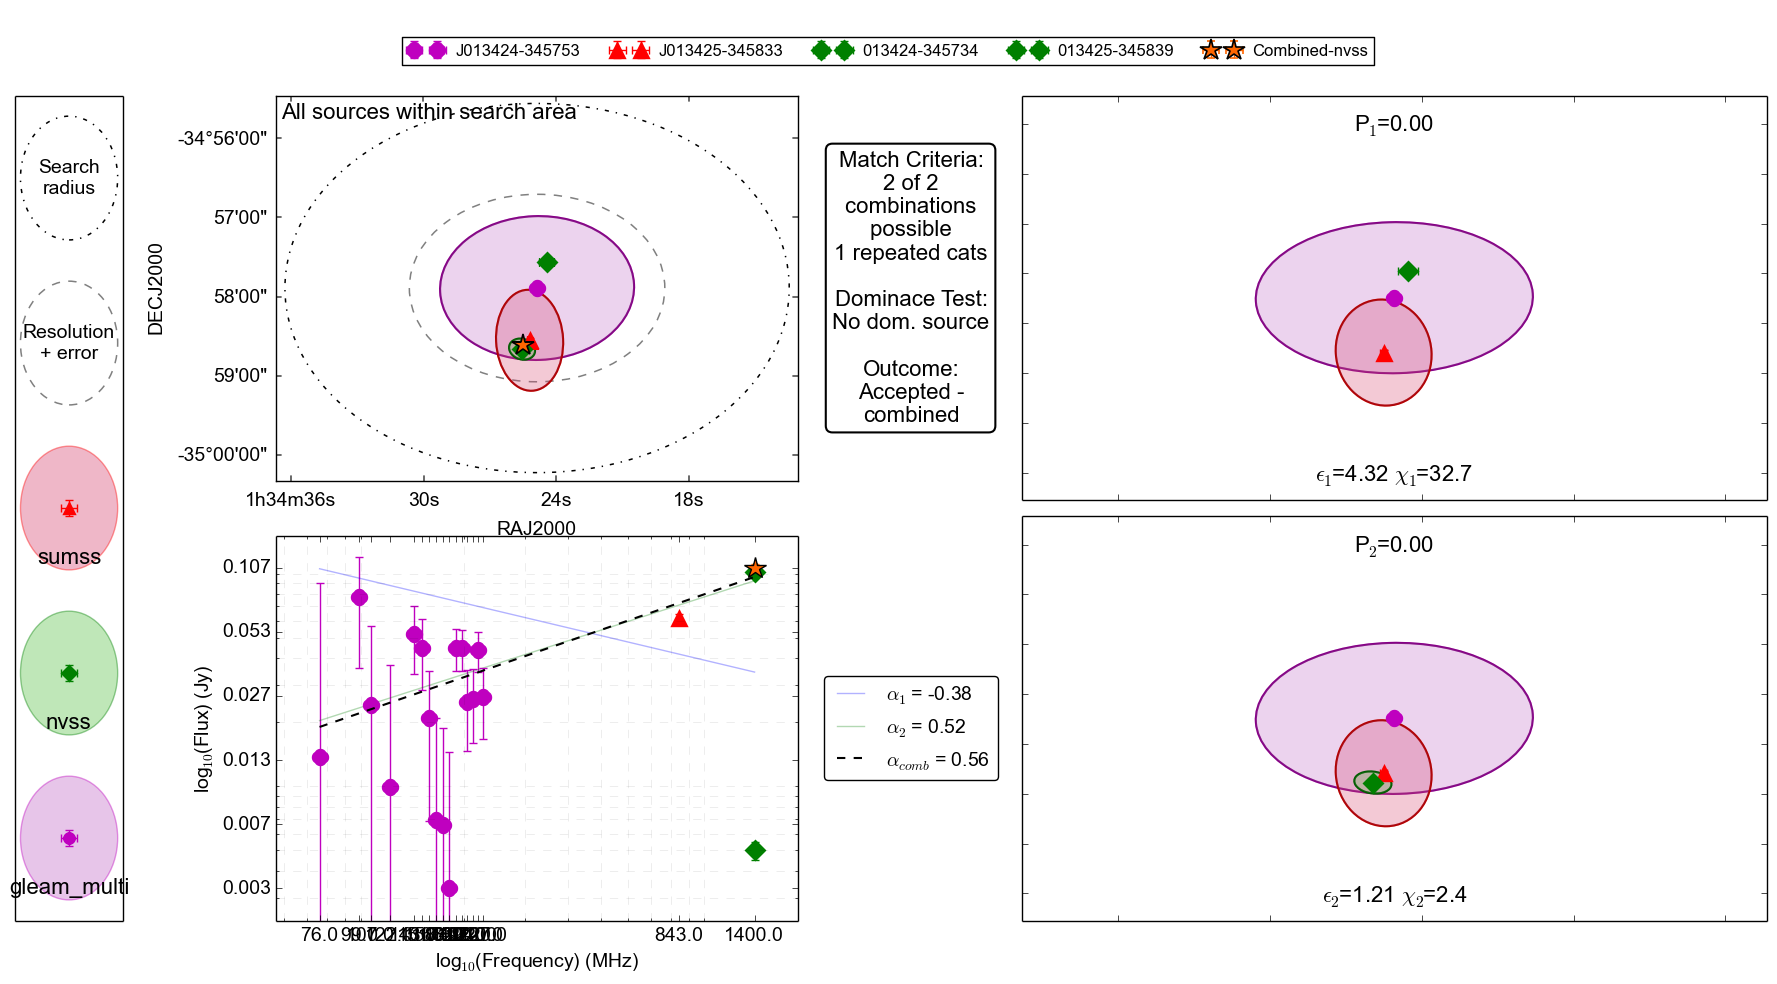 J013424-345753 J013425-345833 013424-345734 013425-345839 Combined-nvss
Search
radius
Resolution
+ error
sumss
nvss
gleam_multi
All sources within search area
DECJ2000
-34°56'00"
57'00"
58'00"
59'00"
-35°00'00"
1h34m36s 30s 24s 18s
RAJ2000
Match Criteria:
2 of 2
combinations
possible
1 repeated cats
Dominace Test:
No dom. source
Outcome:
Accepted -
combined
P1=0.00
ϵ1=4.32 χ1=32.7
log10(Flux) (Jy)
0.107
0.053
0.027
0.013
0.007
0.003
76.0 843.0 1400.0
log10(Frequency) (MHz)
α1 = -0.38
α2 = 0.52
αcomb = 0.56
P2=0.00
ϵ2=1.21 χ2=2.4